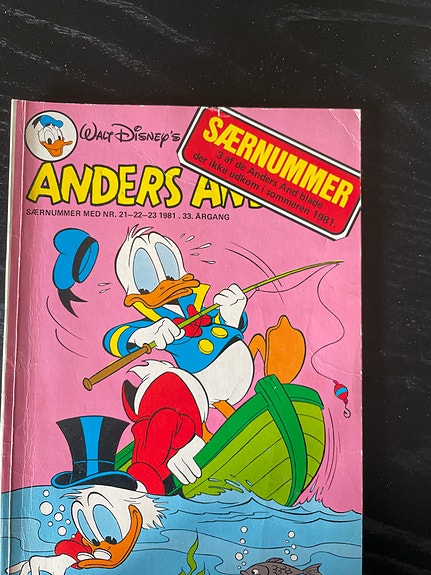 WALT DISNEY'S
SÆRNUMMER
3 af de Anders And blade,
der ikke udkom i sommeren 1981.
ANDERS AN
SÆRNUMMER MED NR. 21–22–23 1981 . 33. ÅRGANG